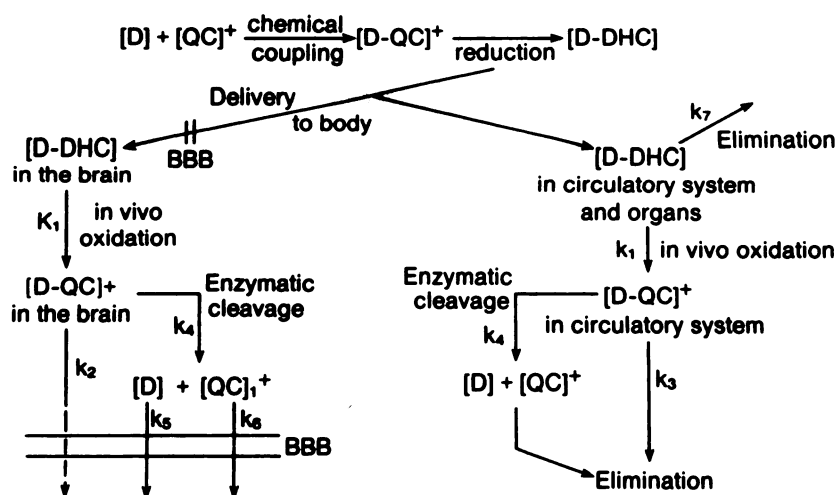 [D] + [QC]⁺ chemical coupling [D-QC]⁺ reduction [D-DHC]
Delivery to body
BBB
[D-DHC]
in the brain
K₁
in vivo
oxidation
[D-QC]+
in the brain
Enzymatic
cleavage
k₄
k₂
[D] + [QC]₁⁺
k₅
k₆
BBB
k₇
Elimination
[D-DHC]
in circulatory system
and organs
k₁ in vivo oxidation
Enzymatic
cleavage
[D-QC]⁺
in circulatory system
k₄
k₃
[D] + [QC]⁺
Elimination